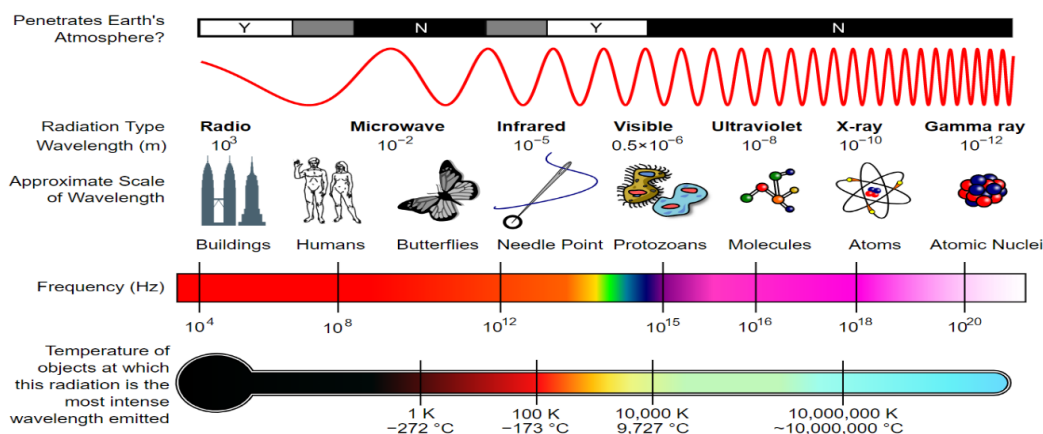 Penetrates Earth's
Atmosphere?
Y N Y N
Radiation Type
Wavelength (m)
Radio Microwave Infrared Visible Ultraviolet X-ray Gamma ray
10³ 10⁻² 10⁻⁵ 0.5×10⁻⁶ 10⁻⁸ 10⁻¹⁰ 10⁻¹²
Approximate Scale
of Wavelength
Buildings Humans Butterflies Needle Point Protozoans Molecules Atoms Atomic Nuclei
Frequency (Hz)
10⁴ 10⁸ 10¹² 10¹⁵ 10¹⁶ 10¹⁸ 10²⁰
Temperature of
objects at which
this radiation is the
most intense
wavelength emitted
1 K 100 K 10,000 K 10,000,000 K
−272 °C −173 °C 9,727 °C ~10,000,000 °C